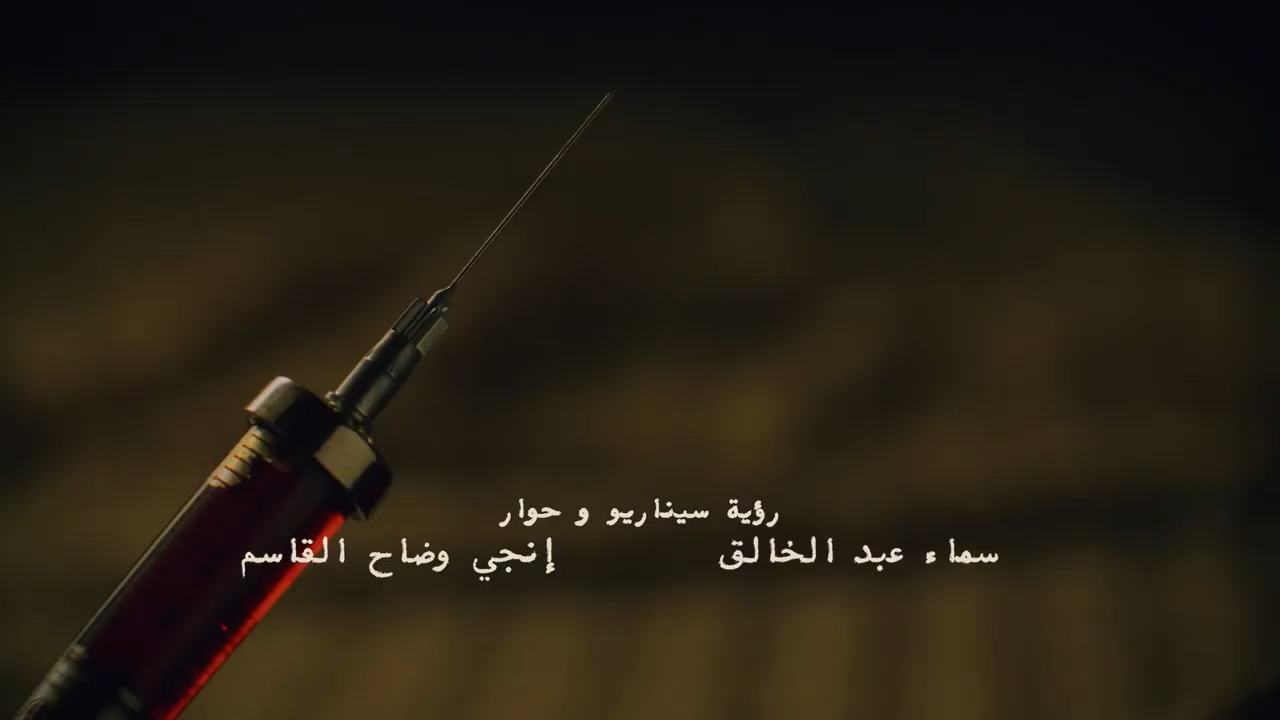 رؤية سيناريو و حوار
سماء عبد الخالق إنجي وضاح القاسم